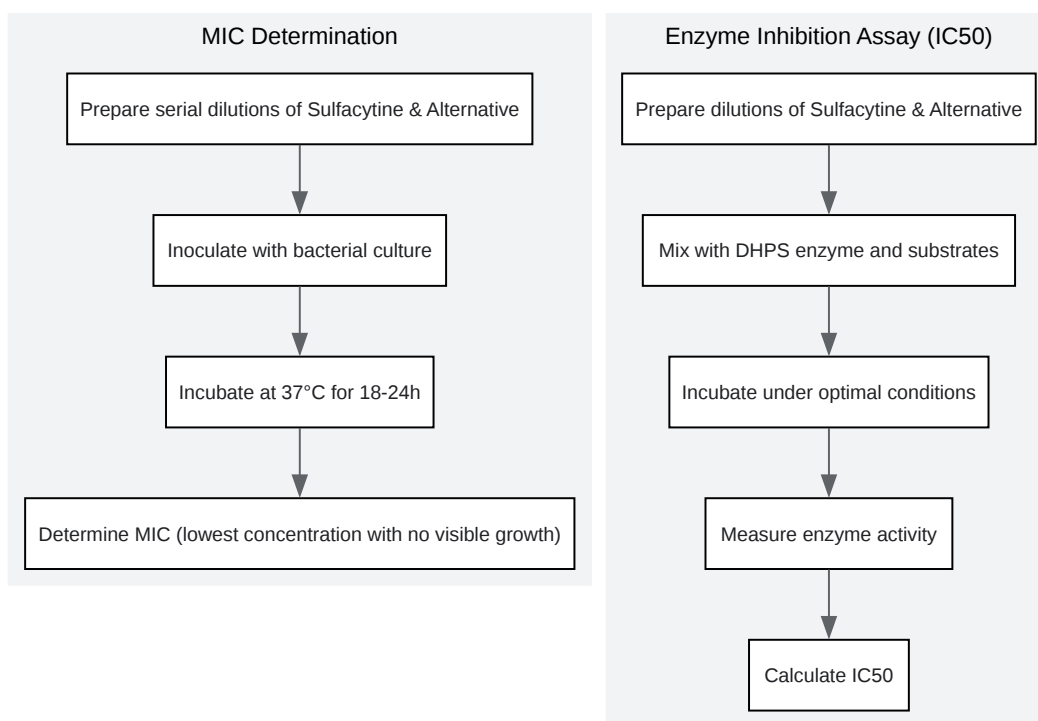 MIC Determination
Prepare serial dilutions of Sulfacytine & Alternative
Inoculate with bacterial culture
Incubate at 37°C for 18-24h
Determine MIC (lowest concentration with no visible growth)
Enzyme Inhibition Assay (IC50)
Prepare dilutions of Sulfacytine & Alternative
Mix with DHPS enzyme and substrates
Incubate under optimal conditions
Measure enzyme activity
Calculate IC50